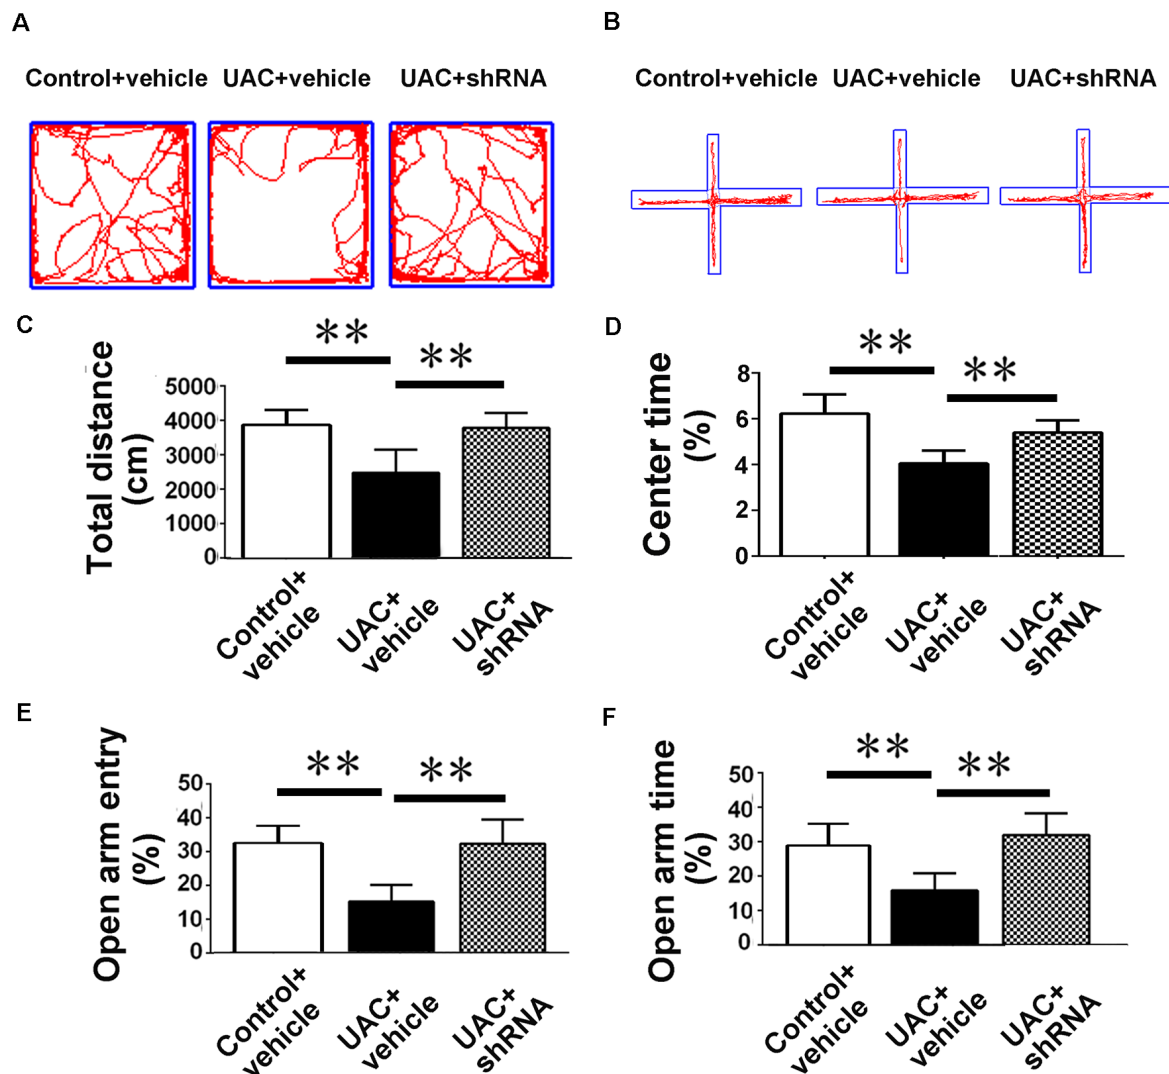 A
B
Control+vehicle UAC+vehicle UAC+shRNA
Control+vehicle UAC+vehicle UAC+shRNA
C
**
**
Total distance
(cm)
5000
4000
3000
2000
1000
0
Control+
vehicle
UAC+
vehicle
UAC+
shRNA
D
**
**
Center time
(%)
8
6
4
2
0
Control+
vehicle
UAC+
vehicle
UAC+
shRNA
E
**
**
Open arm entry
(%)
50
40
30
20
10
0
Control+
vehicle
UAC+
vehicle
UAC+
shRNA
F
**
**
Open arm time
(%)
50
40
30
20
10
0
Control+
vehicle
UAC+
vehicle
UAC+
shRNA